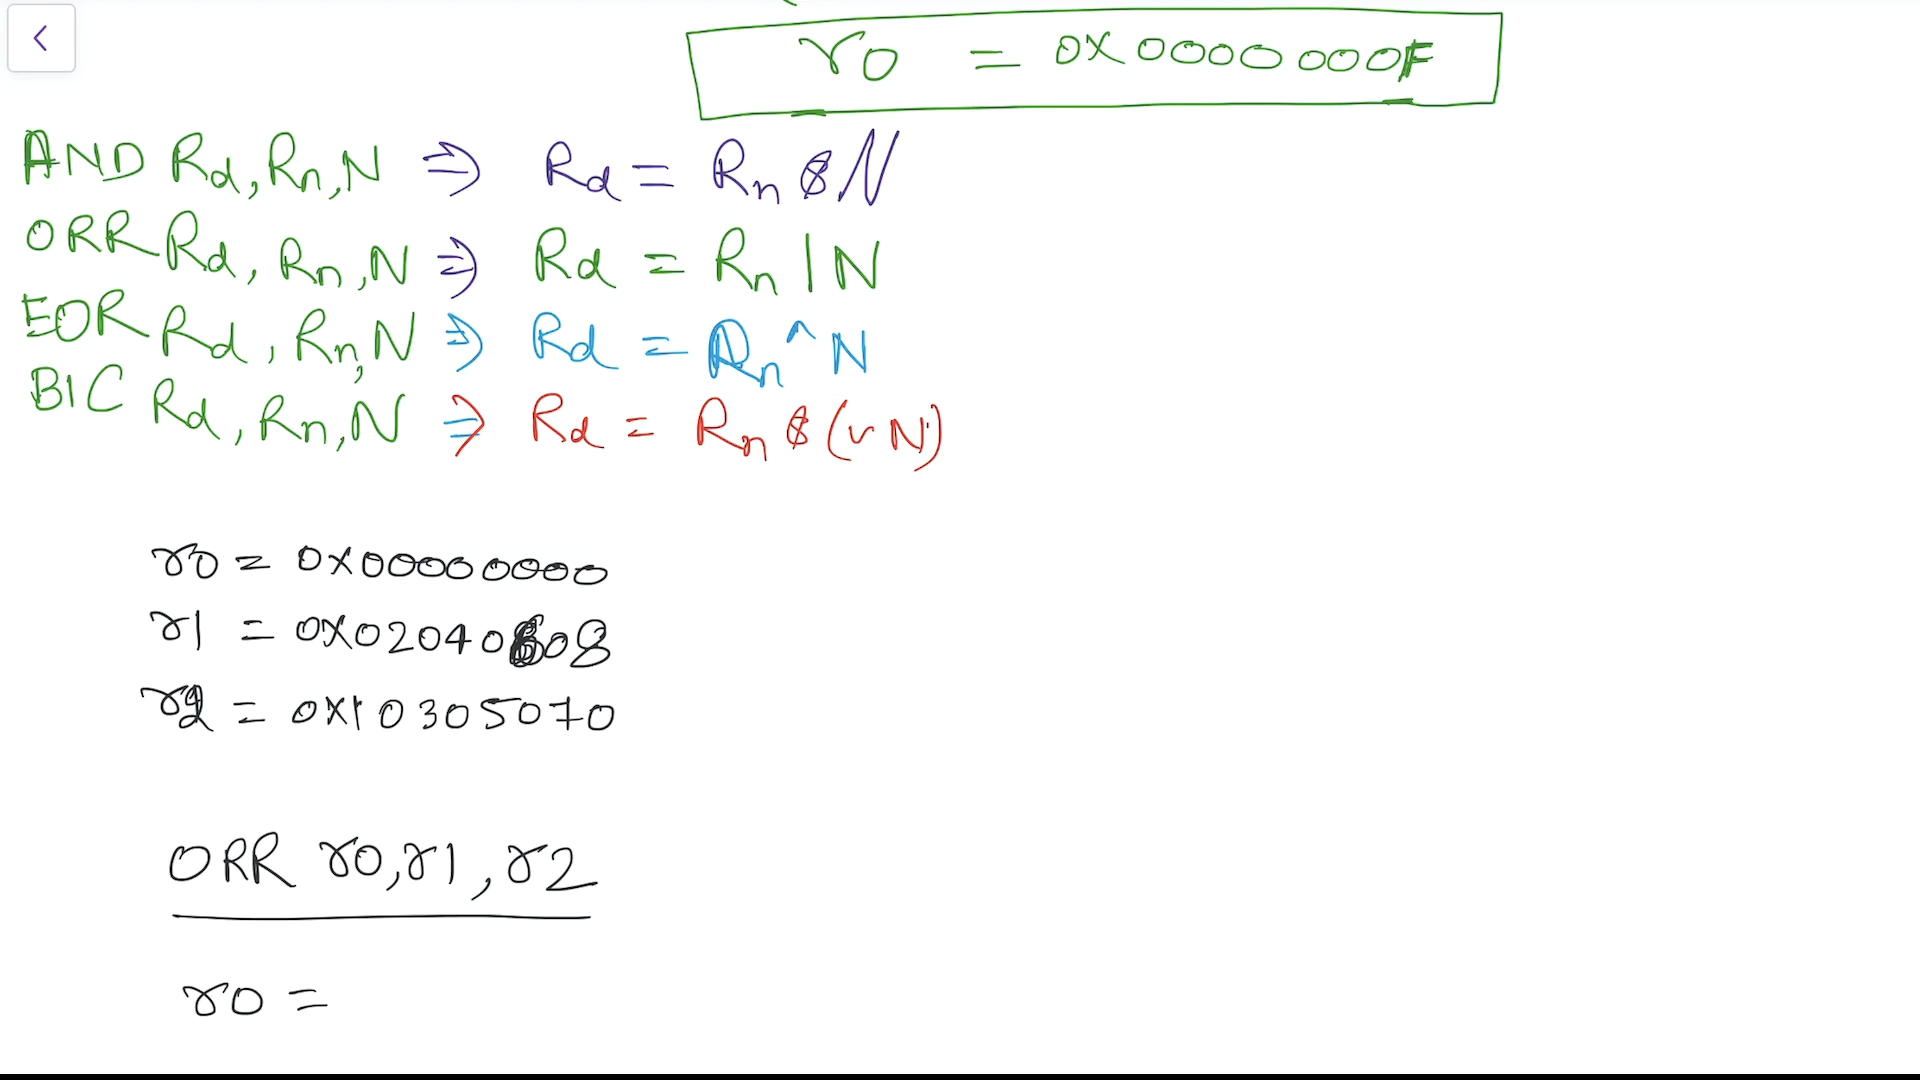 r0 = 0x0000000F
AND Rd, Rn, N ⇒ Rd = Rn & N
ORR Rd, Rn, N ⇒ Rd = Rn | N
EOR Rd, Rn, N ⇒ Rd = Rn ^ N
BIC Rd, Rn, N ⇒ Rd = Rn & (~N)
r0 = 0x00000000
r1 = 0x02040608
r2 = 0x10305070
ORR r0, r1, r2
r0 =